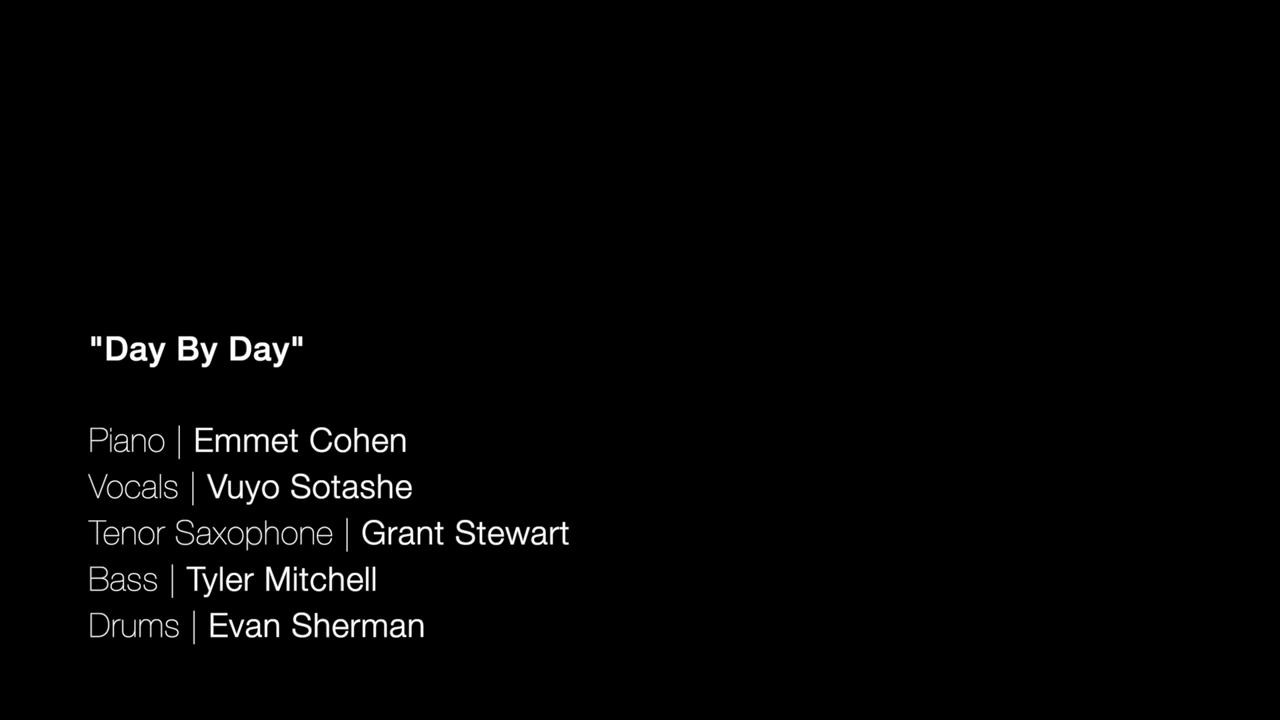 "Day By Day"
Piano | Emmet Cohen
Vocals | Vuyo Sotashe
Tenor Saxophone | Grant Stewart
Bass | Tyler Mitchell
Drums | Evan Sherman